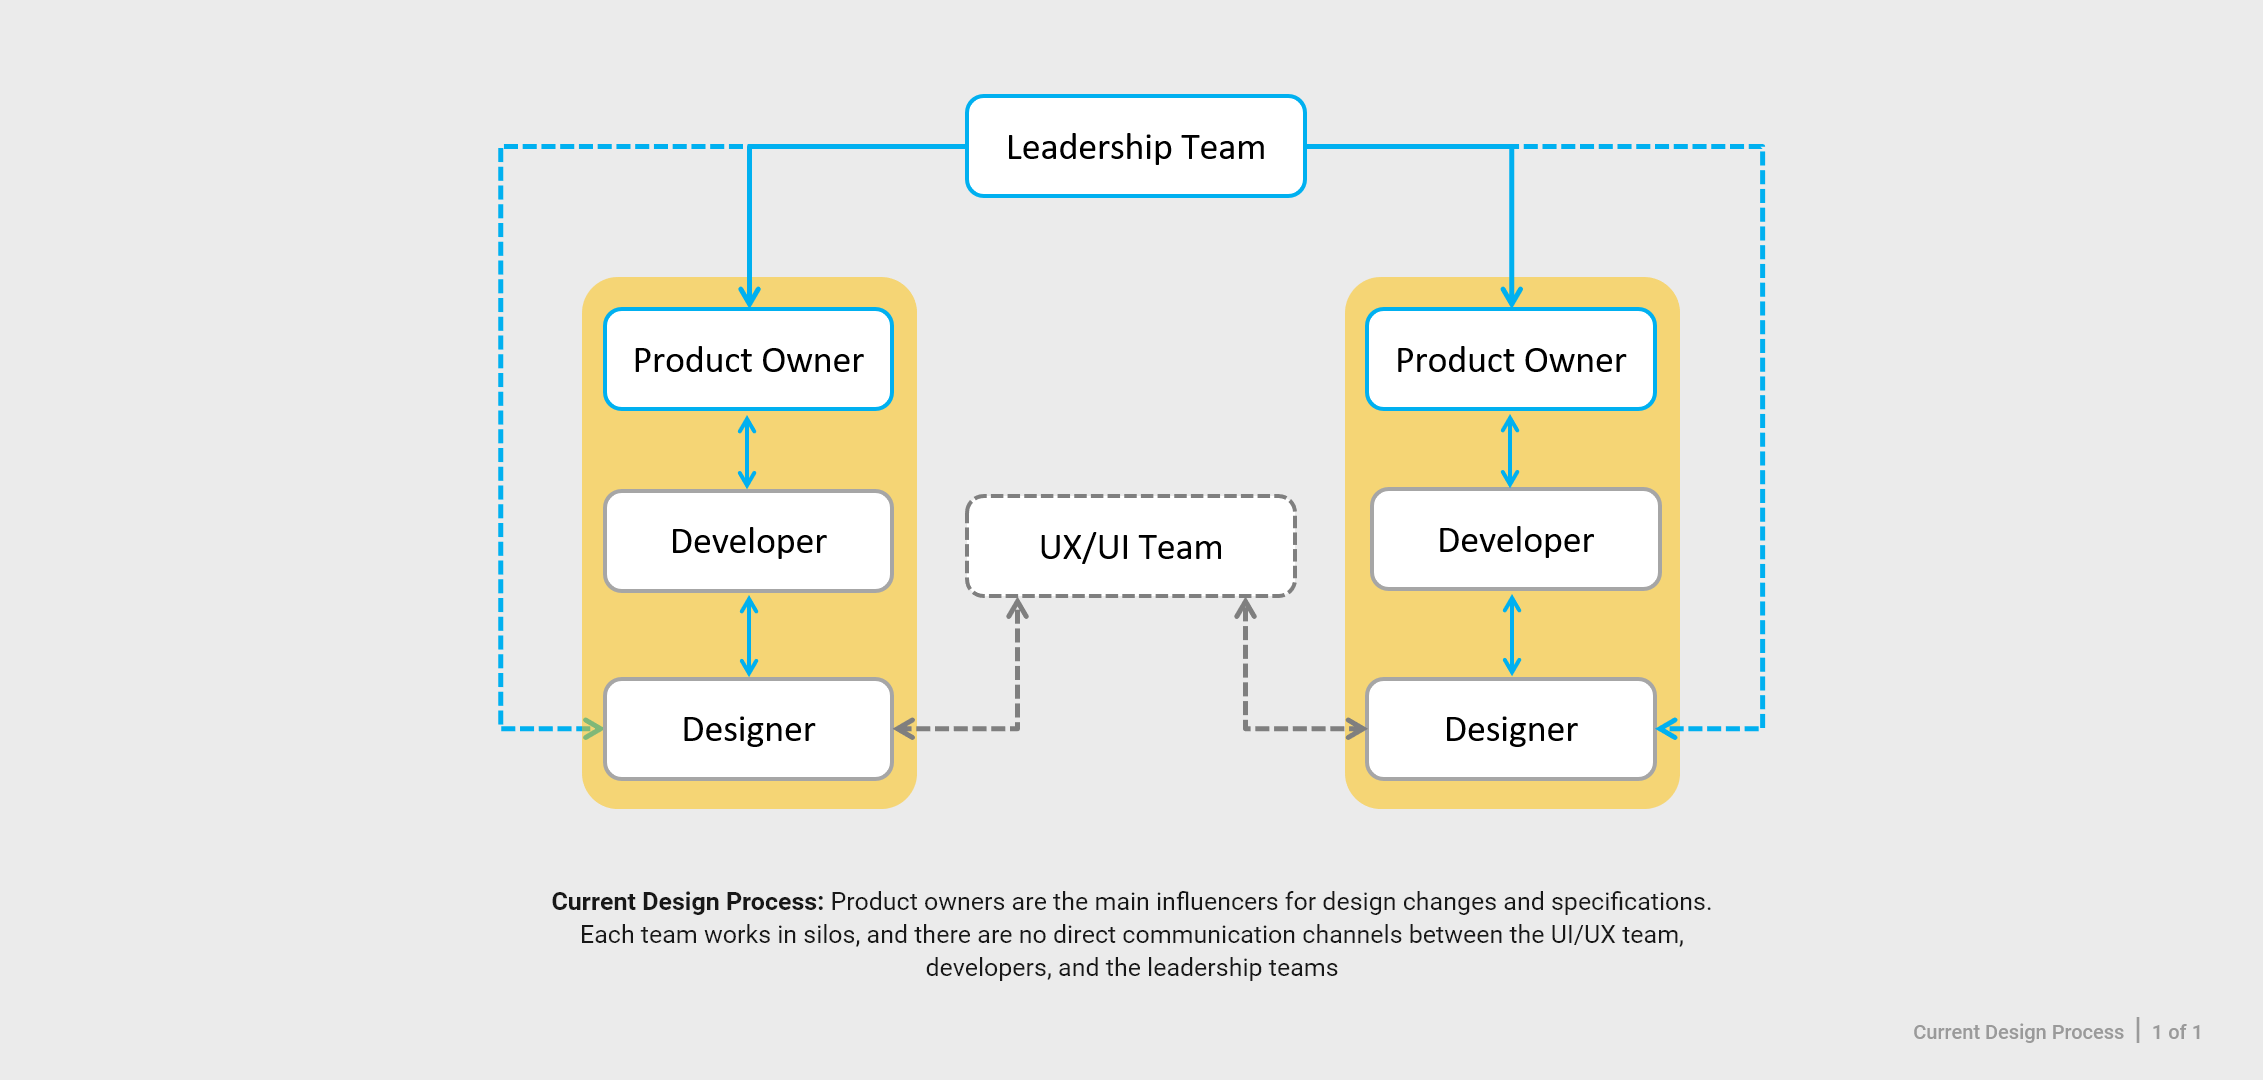 Leadership Team
Product Owner
Product Owner
Developer
Developer
UX/UI Team
Designer
Designer
Current Design Process: Product owners are the main influencers for design changes and specifications.
Each team works in silos, and there are no direct communication channels between the UI/UX team,
developers, and the leadership teams
Current Design Process | 1 of 1